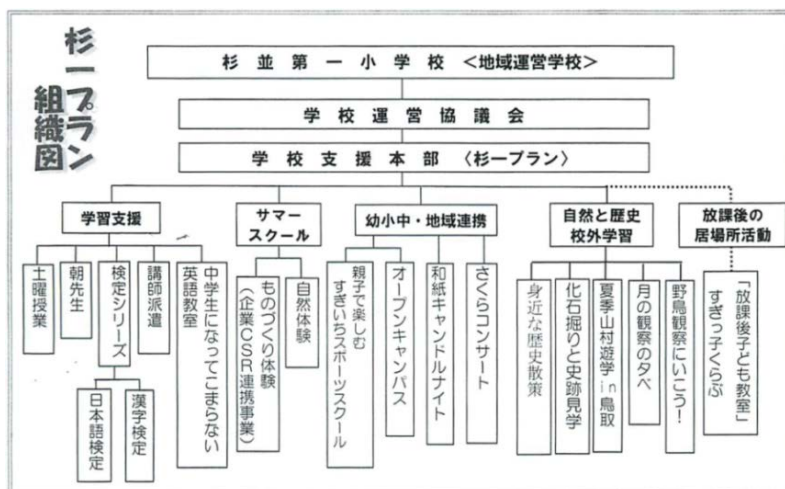 杉一プラン
組織図
杉並第一小学校 <地域運営学校>
学校運営協議会
学校支援本部 〈杉一プラン〉
学習支援
サマー
スクール
幼小中・地域連携
自然と歴史
校外学習
放課後の
居場所活動
土曜授業
朝先生
検定シリーズ
講師派遣
中学生になってこまらない
英語教室
日本語検定
漢字検定
ものづくり体験
(企業CSR連携事業)
自然体験
親子で楽しむ
すぎいちスポーツスクール
オープンキャンパス
和紙キャンドルナイト
さくらコンサート
身近な歴史散策
化石掘りと史跡見学
夏季山村遊学in鳥取
月の観察の夕べ
野鳥観察にいこう!
「放課後子ども教室」
すぎっ子くらぶ